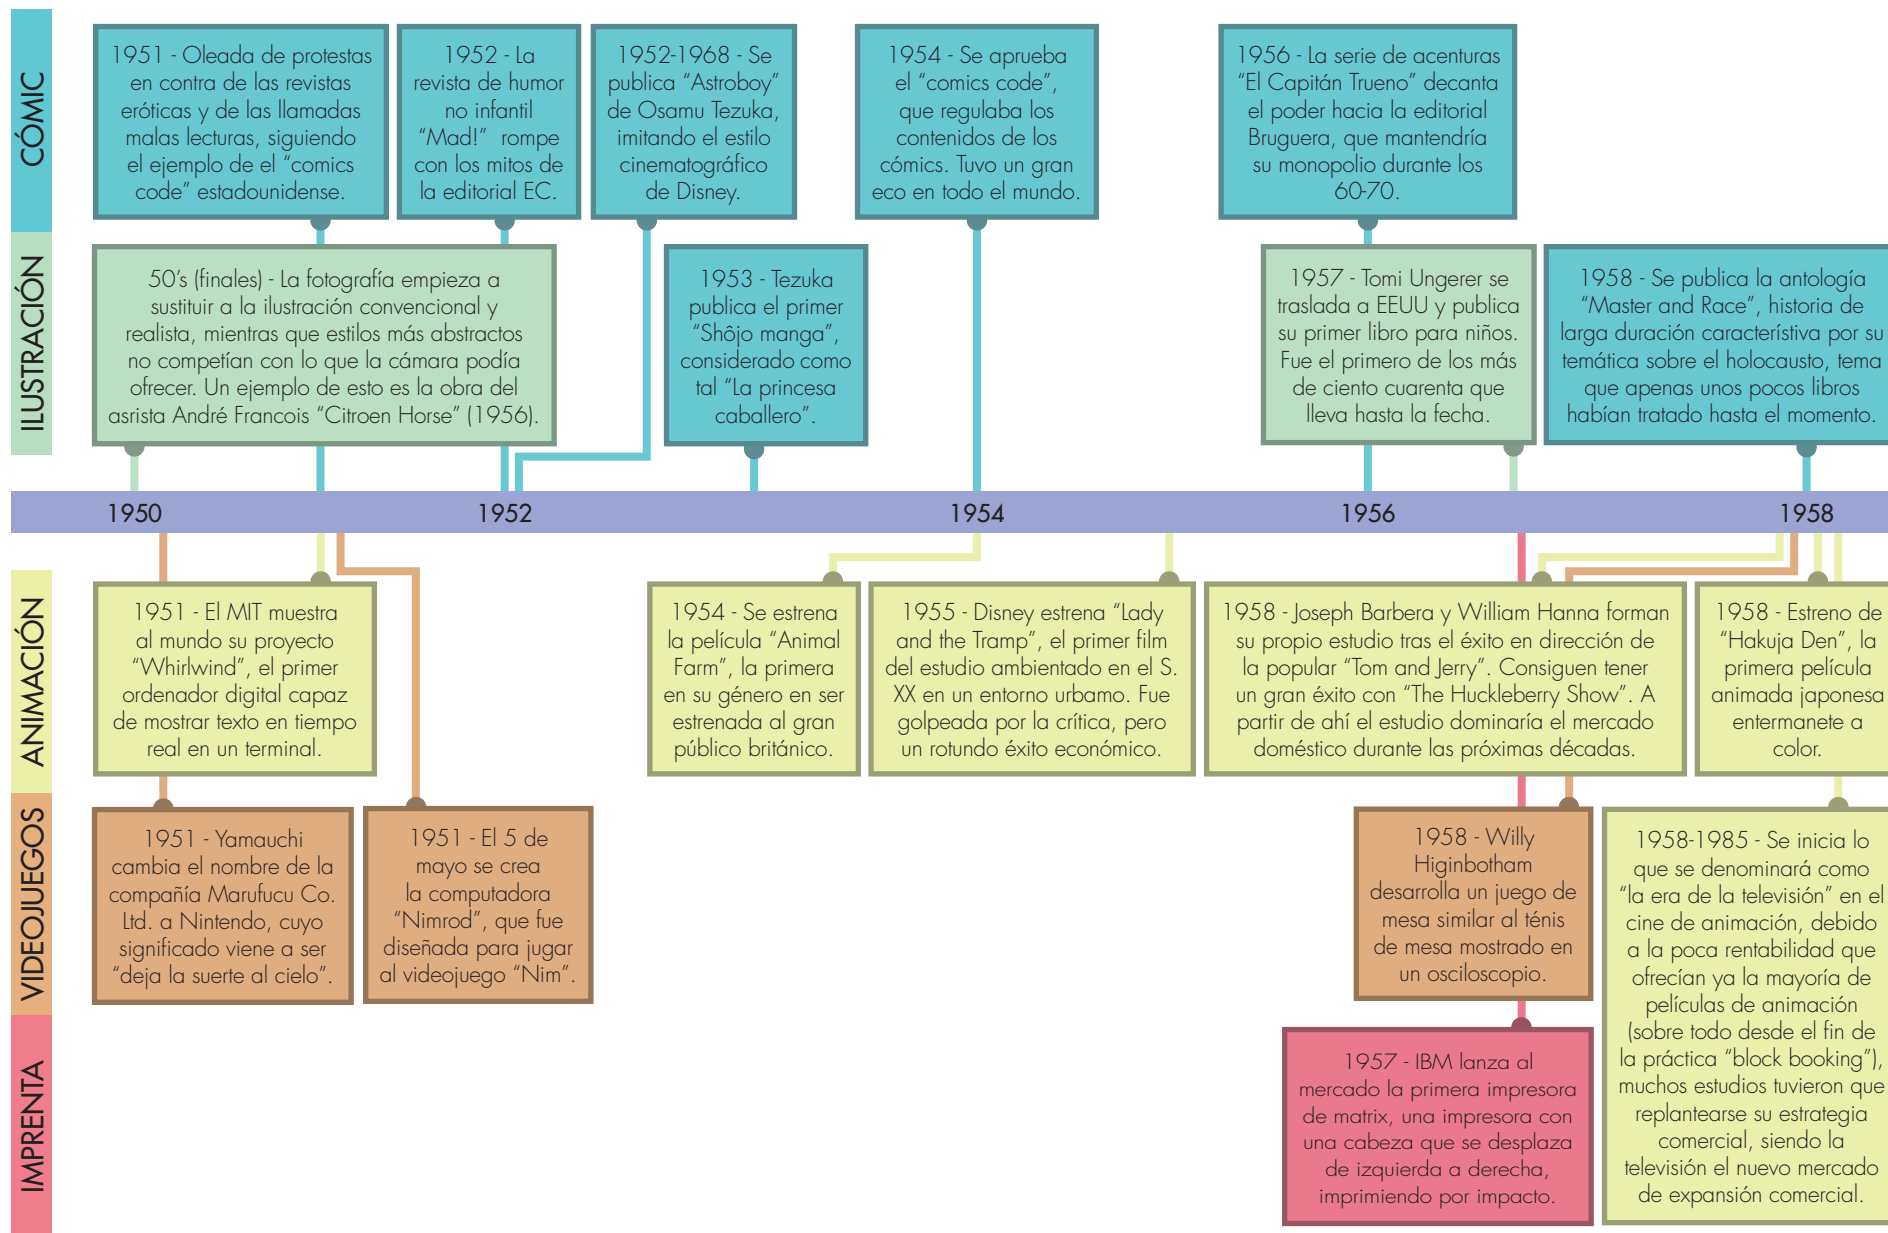 CÓMIC
1951 - Oleada de protestas
en contra de las revistas
eróticas y de las llamadas
malas lecturas, siguiendo
el ejemplo de el “comics
code” estadounidense.
1952 - La
revista de humor
no infantil
“Mad!” rompe
con los mitos de
la editorial EC.
1952-1968 - Se
publica “Astroboy”
de Osamu Tezuka,
imitando el estilo
cinematográfico
de Disney.
1954 - Se aprueba
el “comics code”,
que regulaba los
contenidos de los
cómics. Tuvo un gran
eco en todo el mundo.
1956 - La serie de acenturas
“El Capitán Trueno” decanta
el poder hacia la editorial
Bruguera, que mantendría
su monopolio durante los
60-70.
ILUSTRACIÓN
50’s (finales) - La fotografía empieza a
sustituir a la ilustración convencional y
realista, mientras que estilos más abstractos
no competían con lo que la cámara podía
ofrecer. Un ejemplo de esto es la obra del
asrista André Francois “Citroen Horse” (1956).
1953 - Tezuka
publica el primer
“Shôjo manga”,
considerado como
tal “La princesa
caballero”.
1957 - Tomi Ungerer se
traslada a EEUU y publica
su primer libro para niños.
Fue el primero de los más
de ciento cuarenta que
lleva hasta la fecha.
1958 - Se publica la antología
“Master and Race”, historia de
larga duración característiva por su
temática sobre el holocausto, tema
que apenas unos pocos libros
habían tratado hasta el momento.
1950
1952
1954
1956
1958
ANIMACIÓN
1951 - El MIT muestra
al mundo su proyecto
“Whirlwind”, el primer
ordenador digital capaz
de mostrar texto en tiempo
real en un terminal.
1954 - Se estrena
la película “Animal
Farm”, la primera
en su género en ser
estrenada al gran
público británico.
1955 - Disney estrena “Lady
and the Tramp”, el primer film
del estudio ambientado en el S.
XX en un entorno urbamo. Fue
golpeada por la crítica, pero
un rotundo éxito económico.
1958 - Joseph Barbera y William Hanna forman
su propio estudio tras el éxito en dirección de
la popular “Tom and Jerry”. Consiguen tener
un gran éxito con “The Huckleberry Show”. A
partir de ahí el estudio dominaría el mercado
doméstico durante las próximas décadas.
1958 - Estreno de
“Hakuja Den”, la
primera película
animada japonesa
entermanete a
color.
VIDEOJUEGOS
1951 - Yamauchi
cambia el nombre de la
compañía Marufucu Co.
Ltd. a Nintendo, cuyo
significado viene a ser
“deja la suerte al cielo”.
1951 - El 5 de
mayo se crea
la computadora
“Nimrod”, que fue
diseñada para jugar
al videojuego “Nim”.
1958 - Willy
Higinbotham
desarrolla un juego de
mesa similar al ténis
de mesa mostrado en
un osciloscopio.
1958-1985 - Se inicia lo
que se denominará como
“la era de la televisión” en el
cine de animación, debido
a la poca rentabilidad que
ofrecían ya la mayoría de
películas de animación
(sobre todo desde el fin de
la práctica “block booking”),
muchos estudios tuvieron que
replantearse su estrategia
comercial, siendo la
televisión el nuevo mercado
de expansión comercial.
IMPRENTA
1957 - IBM lanza al
mercado la primera impresora
de matrix, una impresora con
una cabeza que se desplaza
de izquierda a derecha,
imprimiendo por impacto.